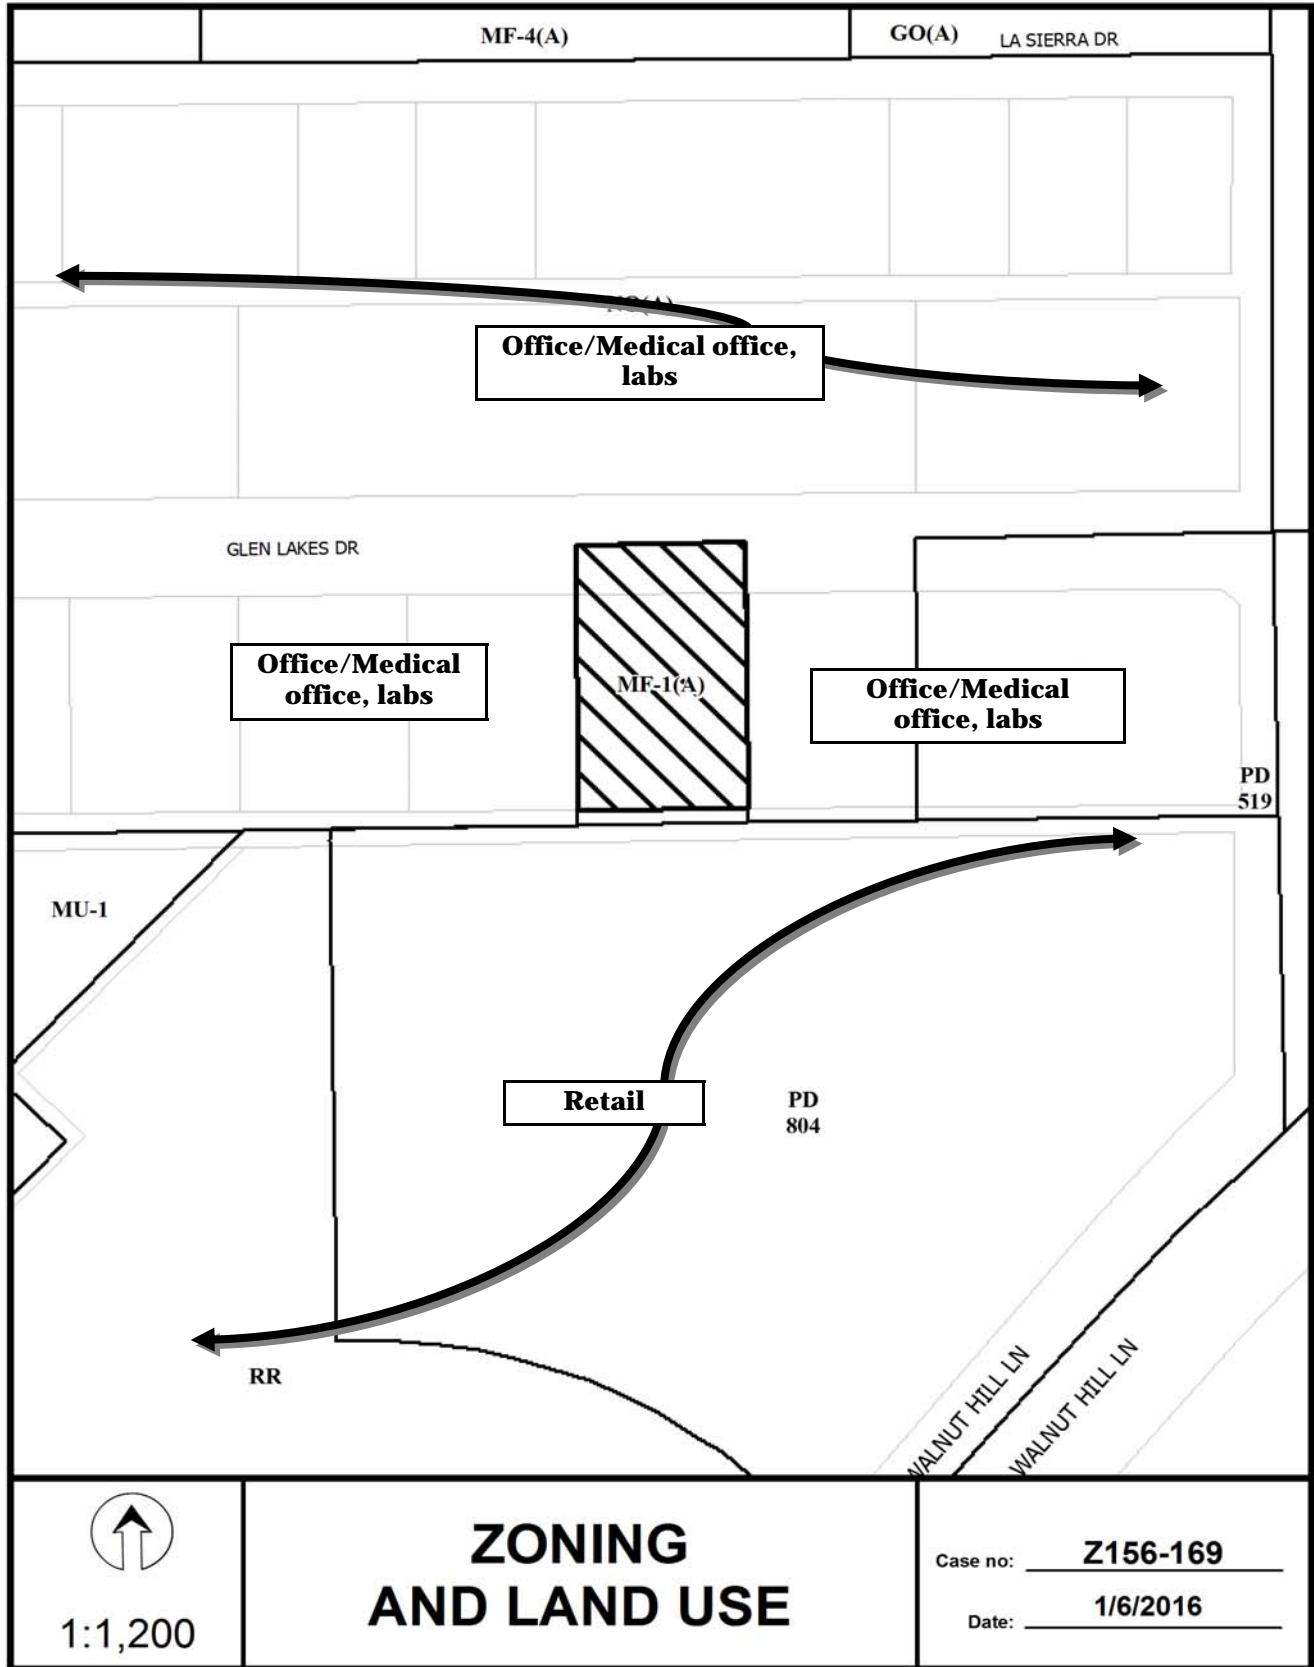 MF-4(A)
GO(A)
LA SIERRA DR
Office/Medical office,
labs
GLEN LAKES DR
Office/Medical
office, labs
MF-1(A)
Office/Medical
office, labs
PD
519
MU-1
Retail
PD
804
RR
WALNUT HILL LN
WALNUT HILL LN
1:1,200
ZONING
AND LAND USE
Case no: Z156-169
Date: 1/6/2016